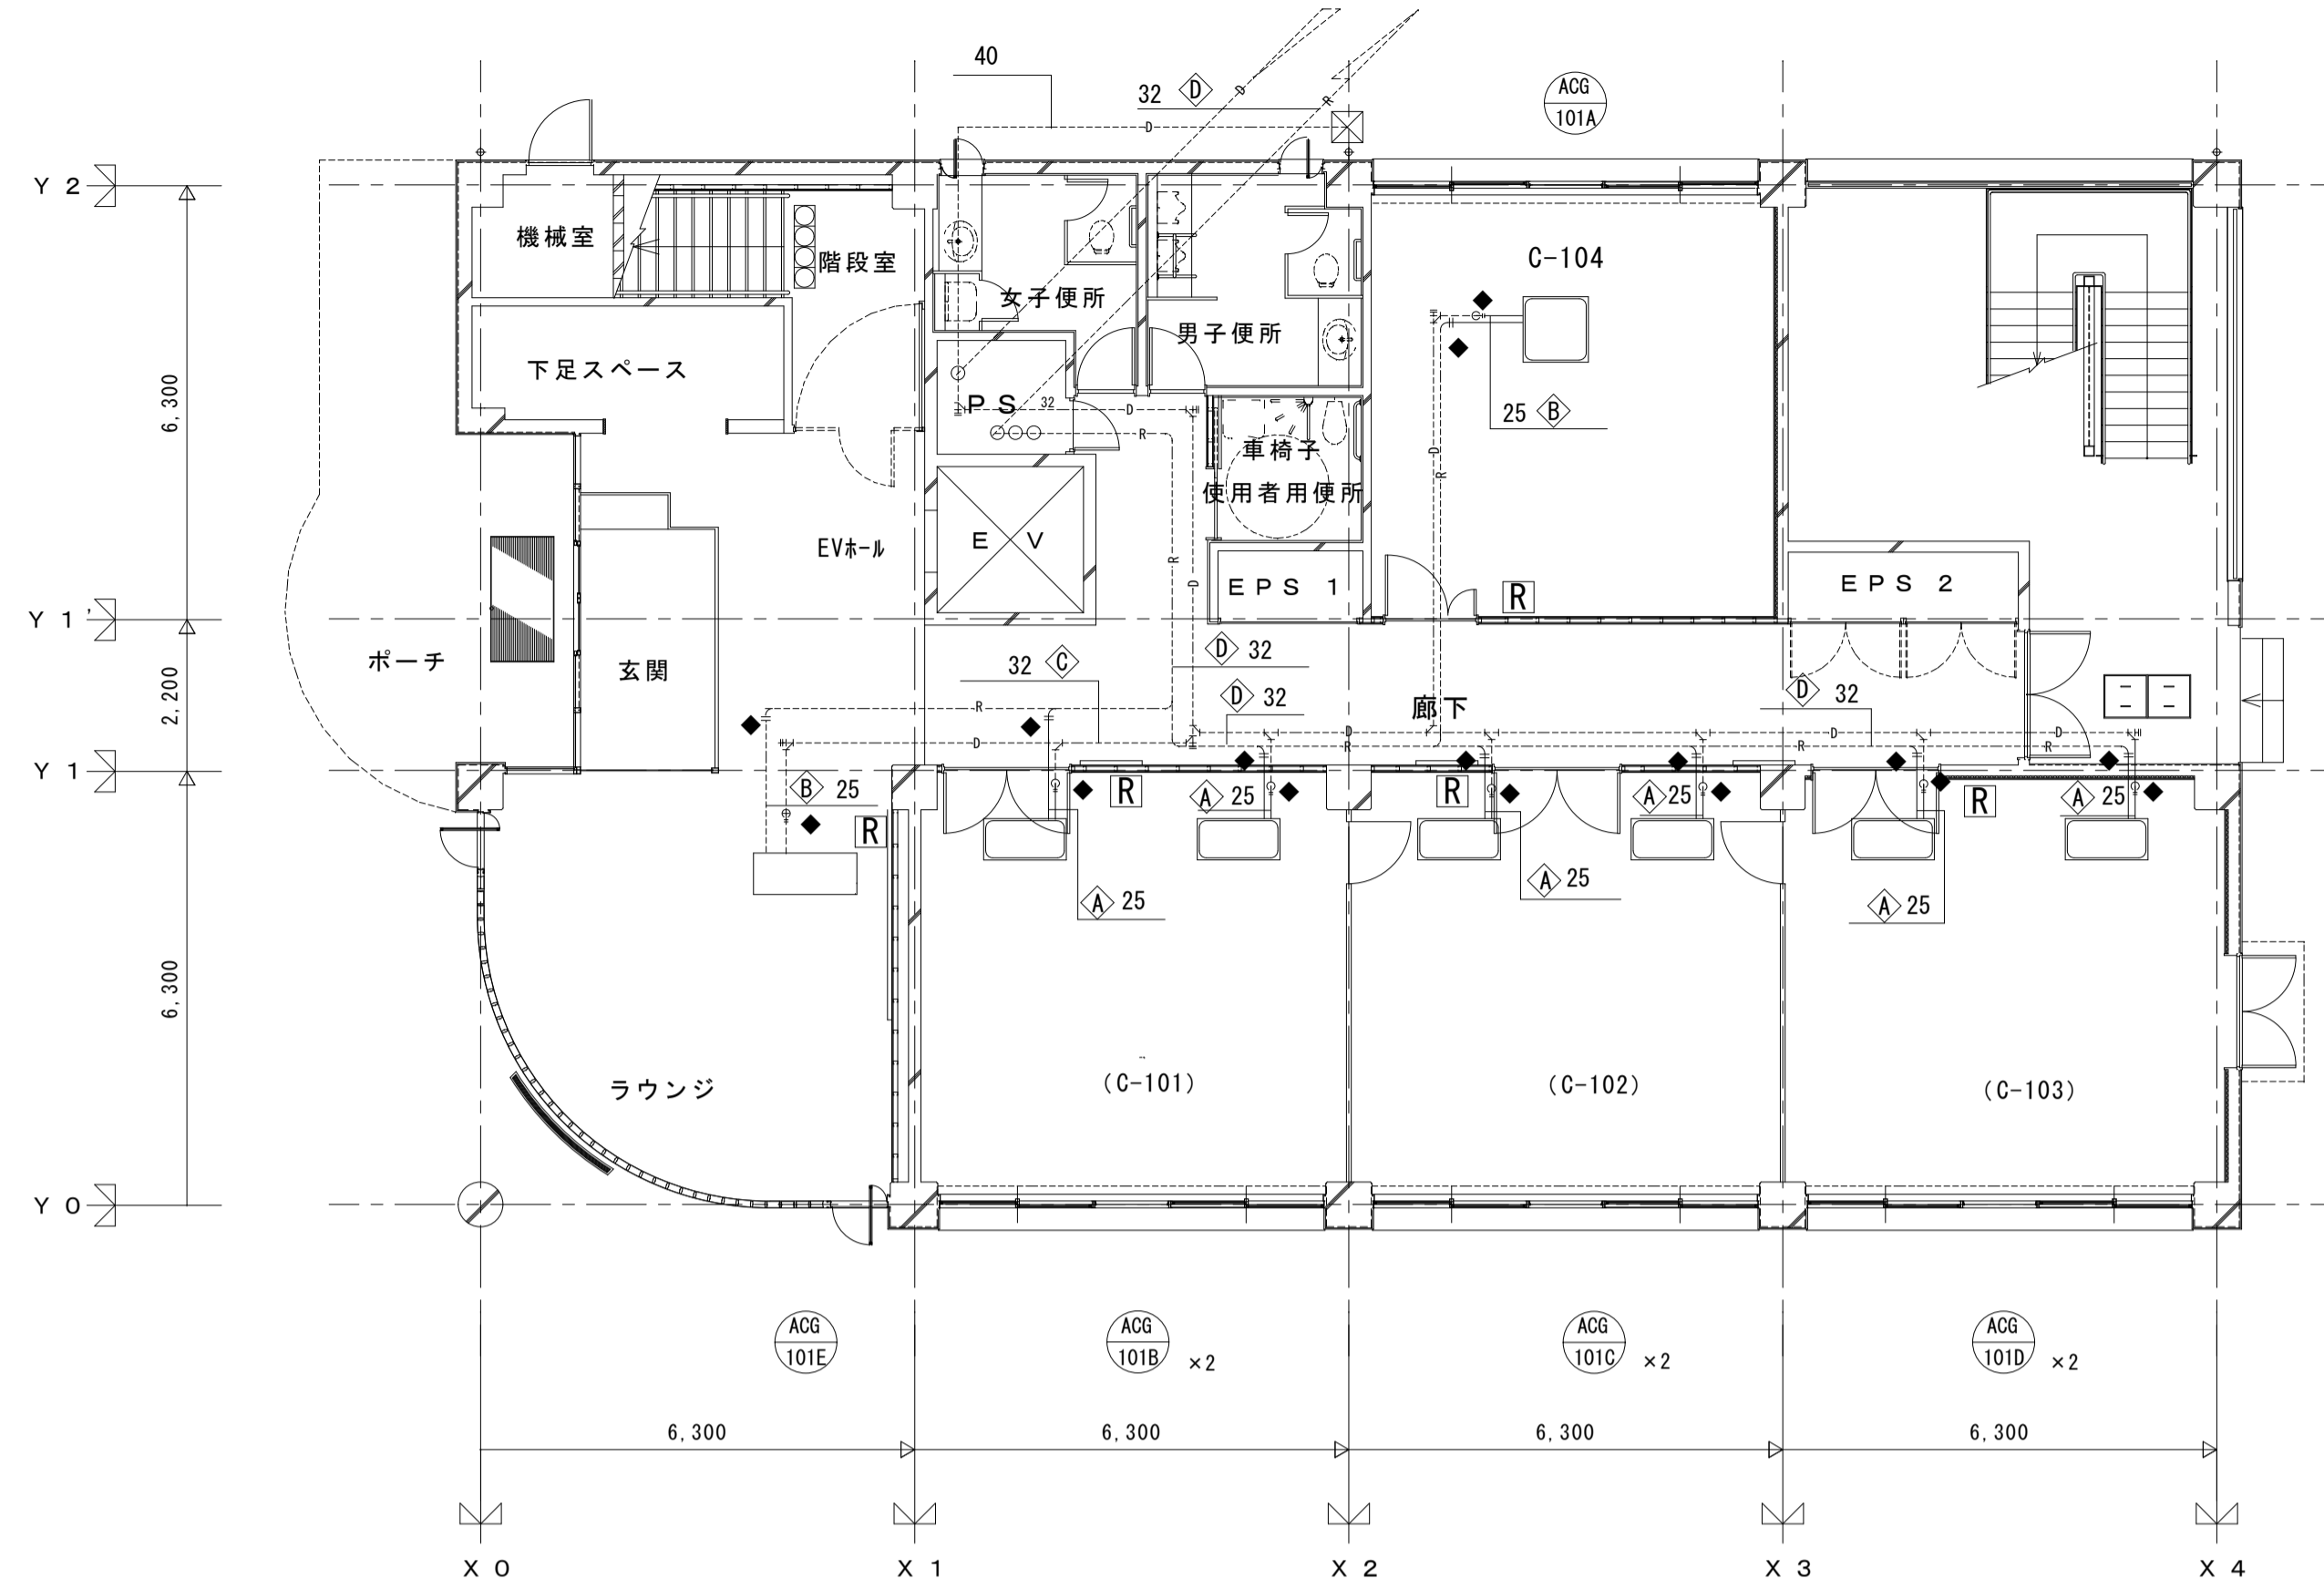 40
32 D
ACG
101A
D
R
D
Y 2
機械室
階段室
C-104
女子便所
男子便所
下足スペース
6,300
PS
32
D
R
25 B
車椅子
使用者用便所
D
R
EVホール
E V
R
D
EPS 1
R
EPS 2
Y 1'
ポーチ
玄関
32 C
D 32
D 32
廊下
D 32
2,200
R
D
D
R
D
R
D
R
Y 1
B 25
R
R
A 25
R
A 25
R
A 25
A 25
A 25
A 25
6,300
ラウンジ
(C-101)
(C-102)
(C-103)
Y 0
ACG
101E
ACG
101B
×2
ACG
101C
×2
ACG
101D
×2
6,300
6,300
6,300
6,300
X 0
X 1
X 2
X 3
X 4